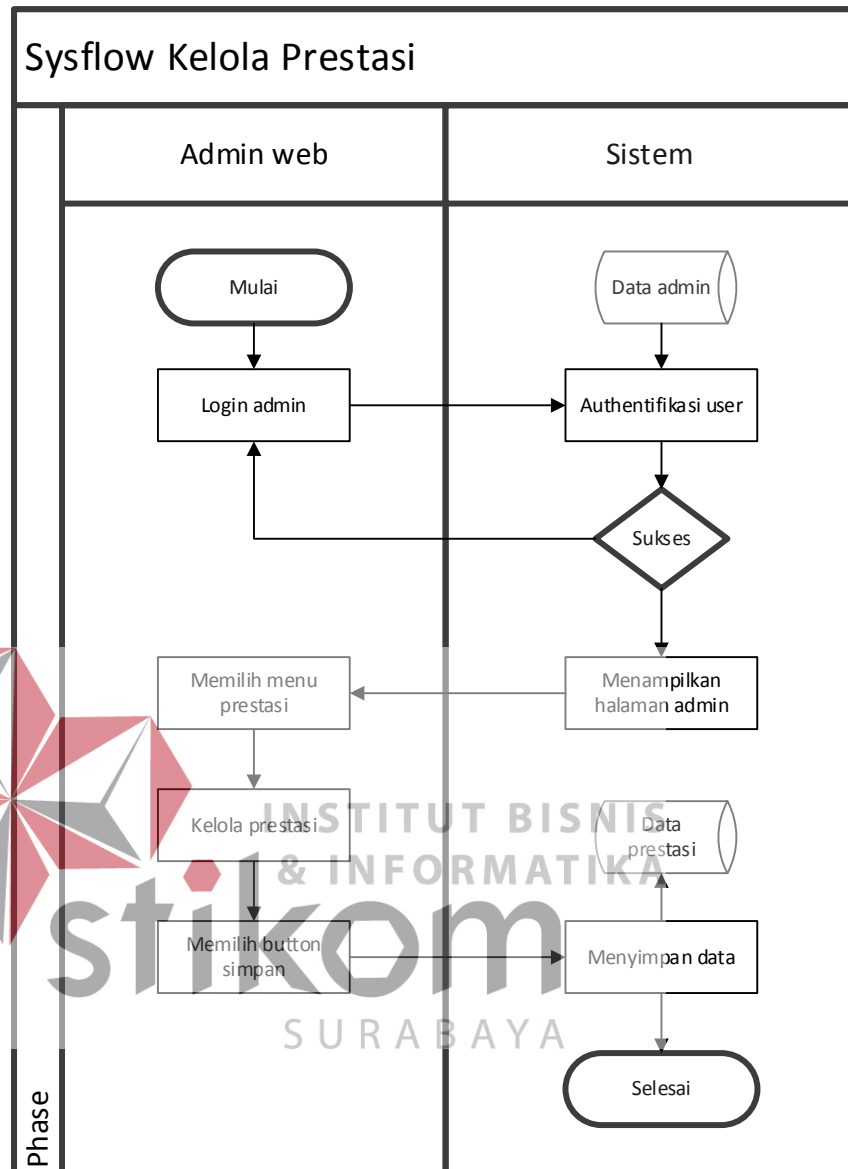 Sysflow Kelola Prestasi
Admin web
Sistem
Mulai
Data admin
Login admin
Authentifikasi user
Sukses
Memilih menu
prestasi
Menampilkan
halaman admin
Kelola prestasi
Data
prestasi
Memilih button
simpan
Menyimpan data
Selesai
Phase
INSTITUT BISNIS
& INFORMATIKA
stikom
SURABAYA